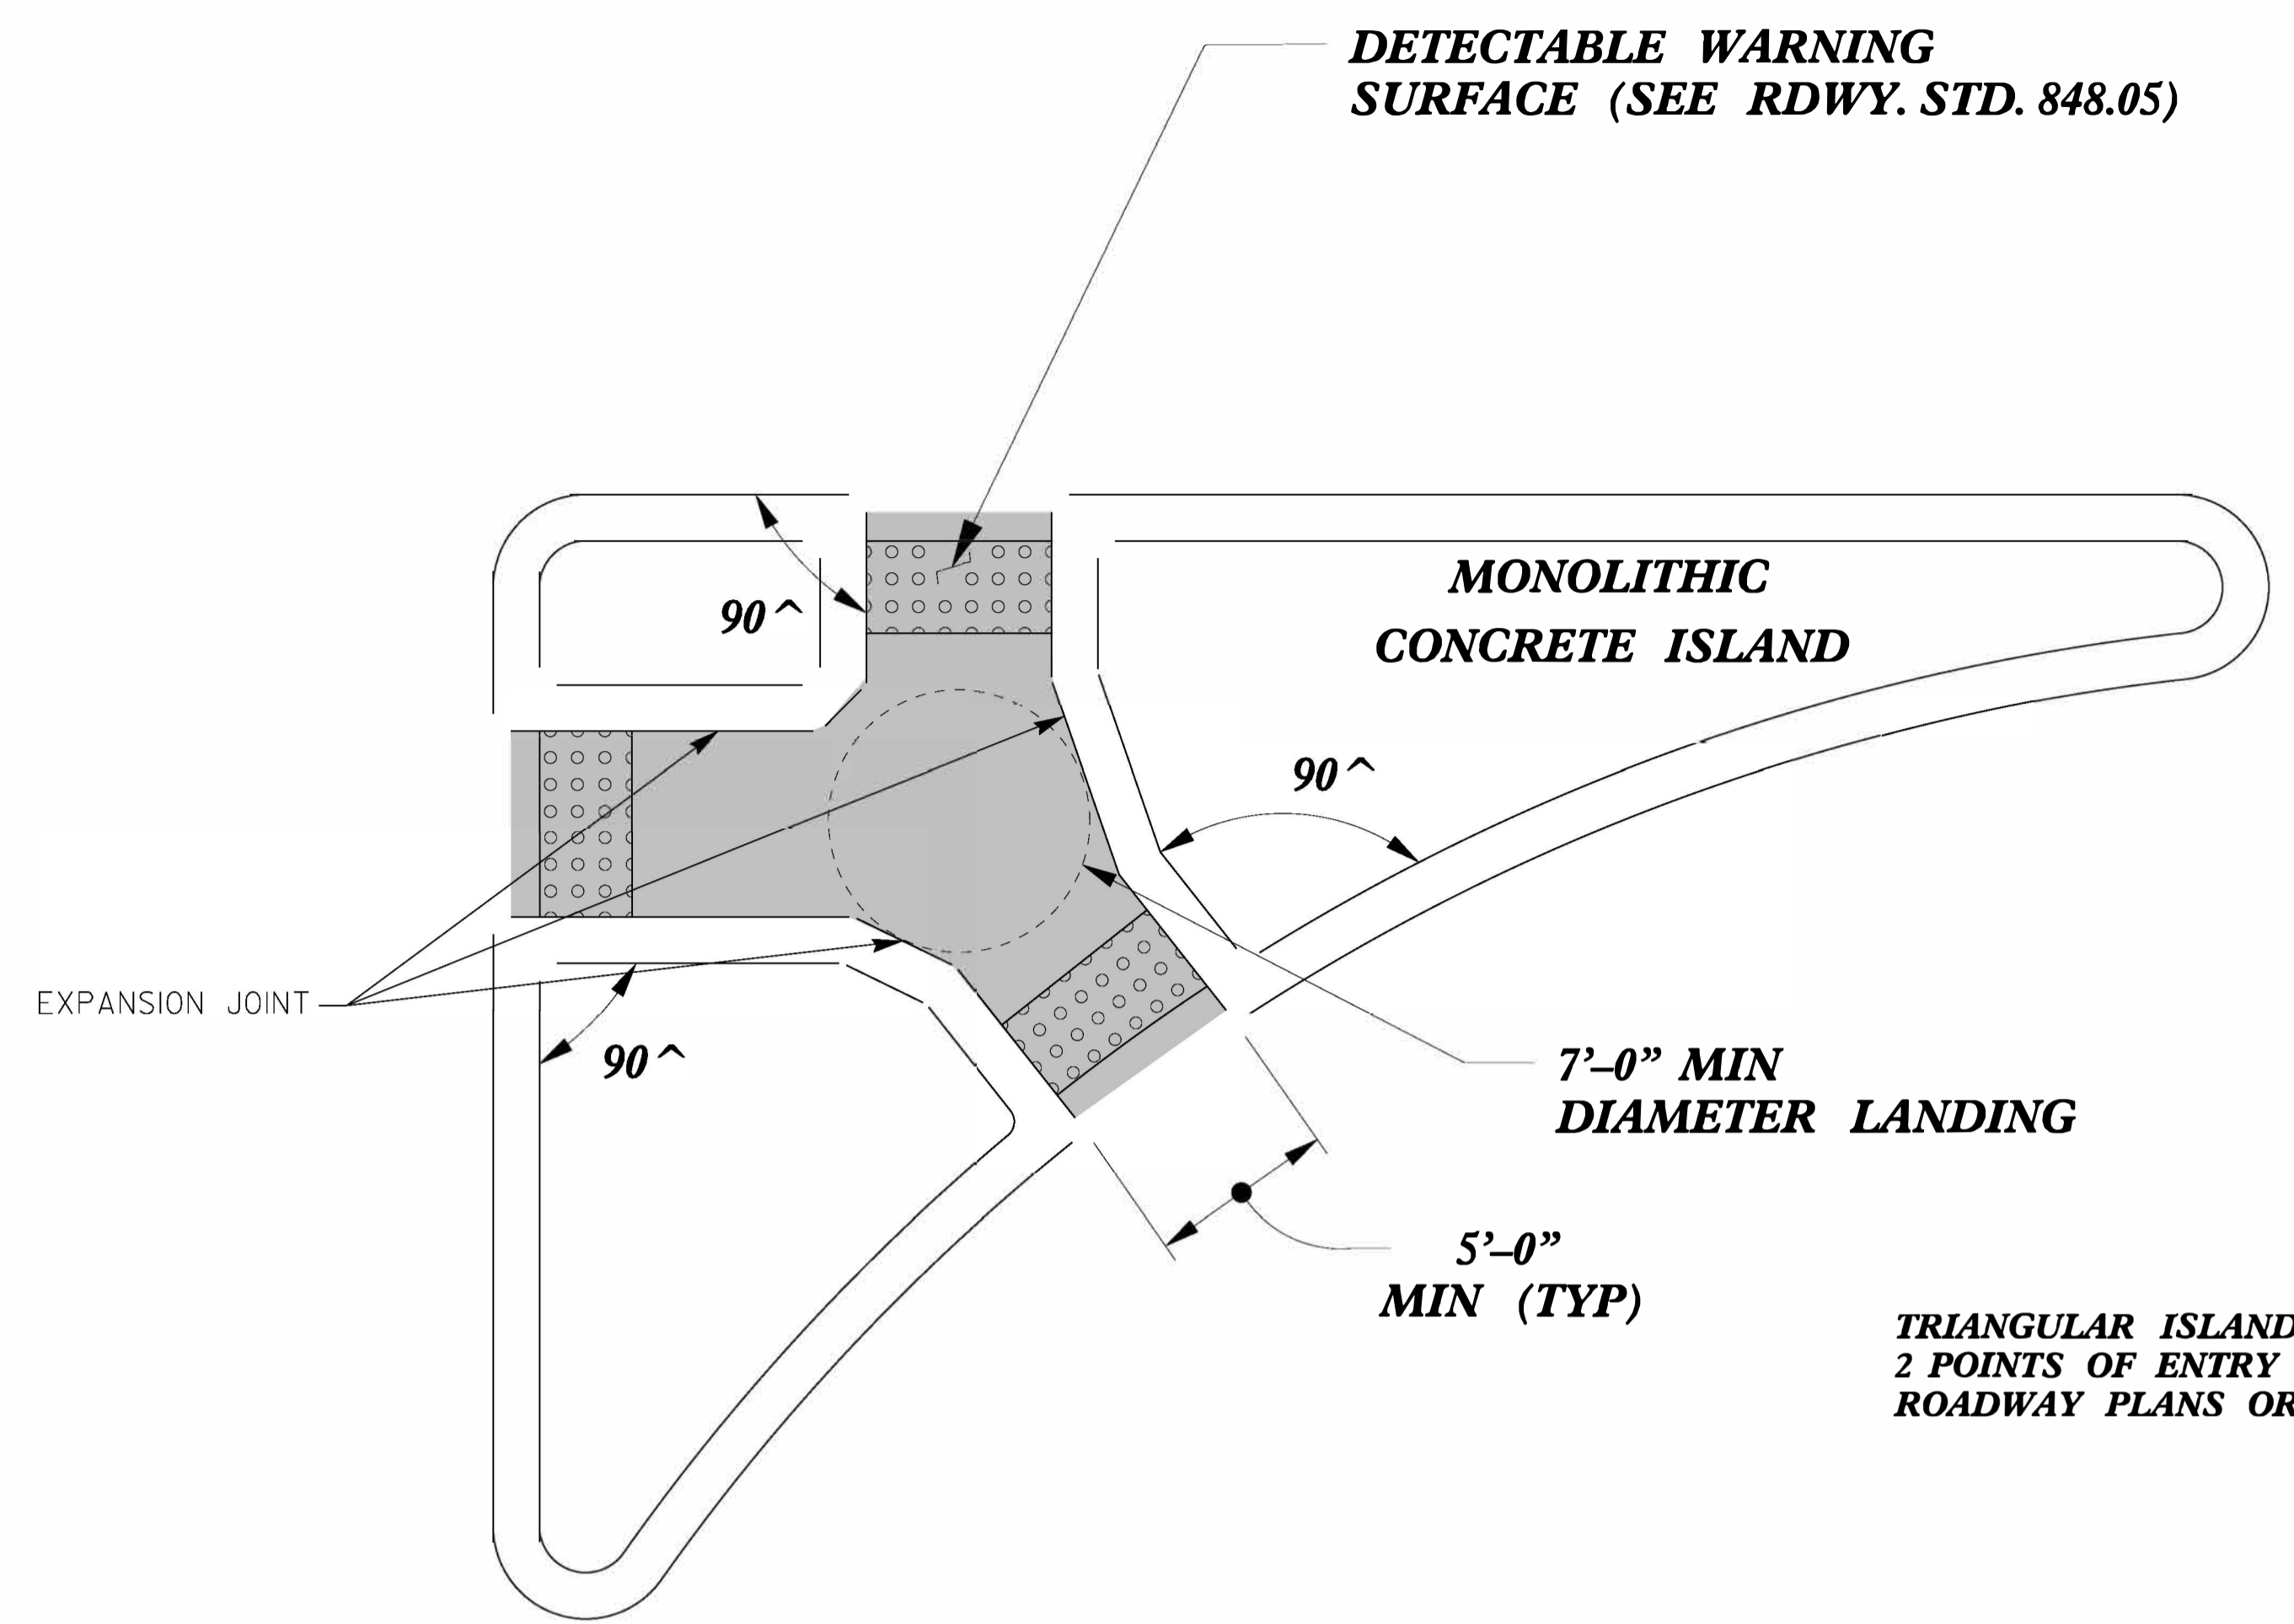 DETECTABLE WARNING
SURFACE (SEE RDWY. STD. 848.05)
MONOLITHIC
CONCRETE ISLAND
90^
90^
EXPANSION JOINT
90^
7'–0” MIN
DIAMETER LANDING
5'–0”
MIN (TYP)
TRIANGULAR ISLAND
2 POINTS OF ENTRY
ROADWAY PLANS OR